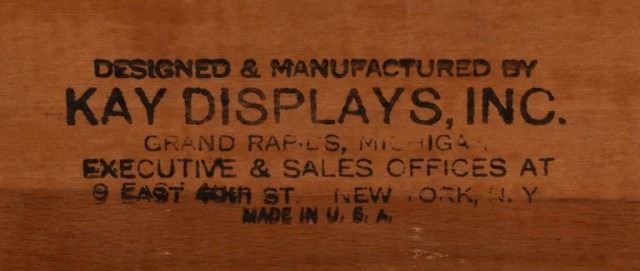 DESIGNED & MANUFACTURED BY
KAY DISPLAYS, INC.
GRAND RAPIDS, MICHIGAN
EXECUTIVE & SALES OFFICES AT
9 EAST 40TH ST. NEW YORK, N. Y
MADE IN U. S. A.